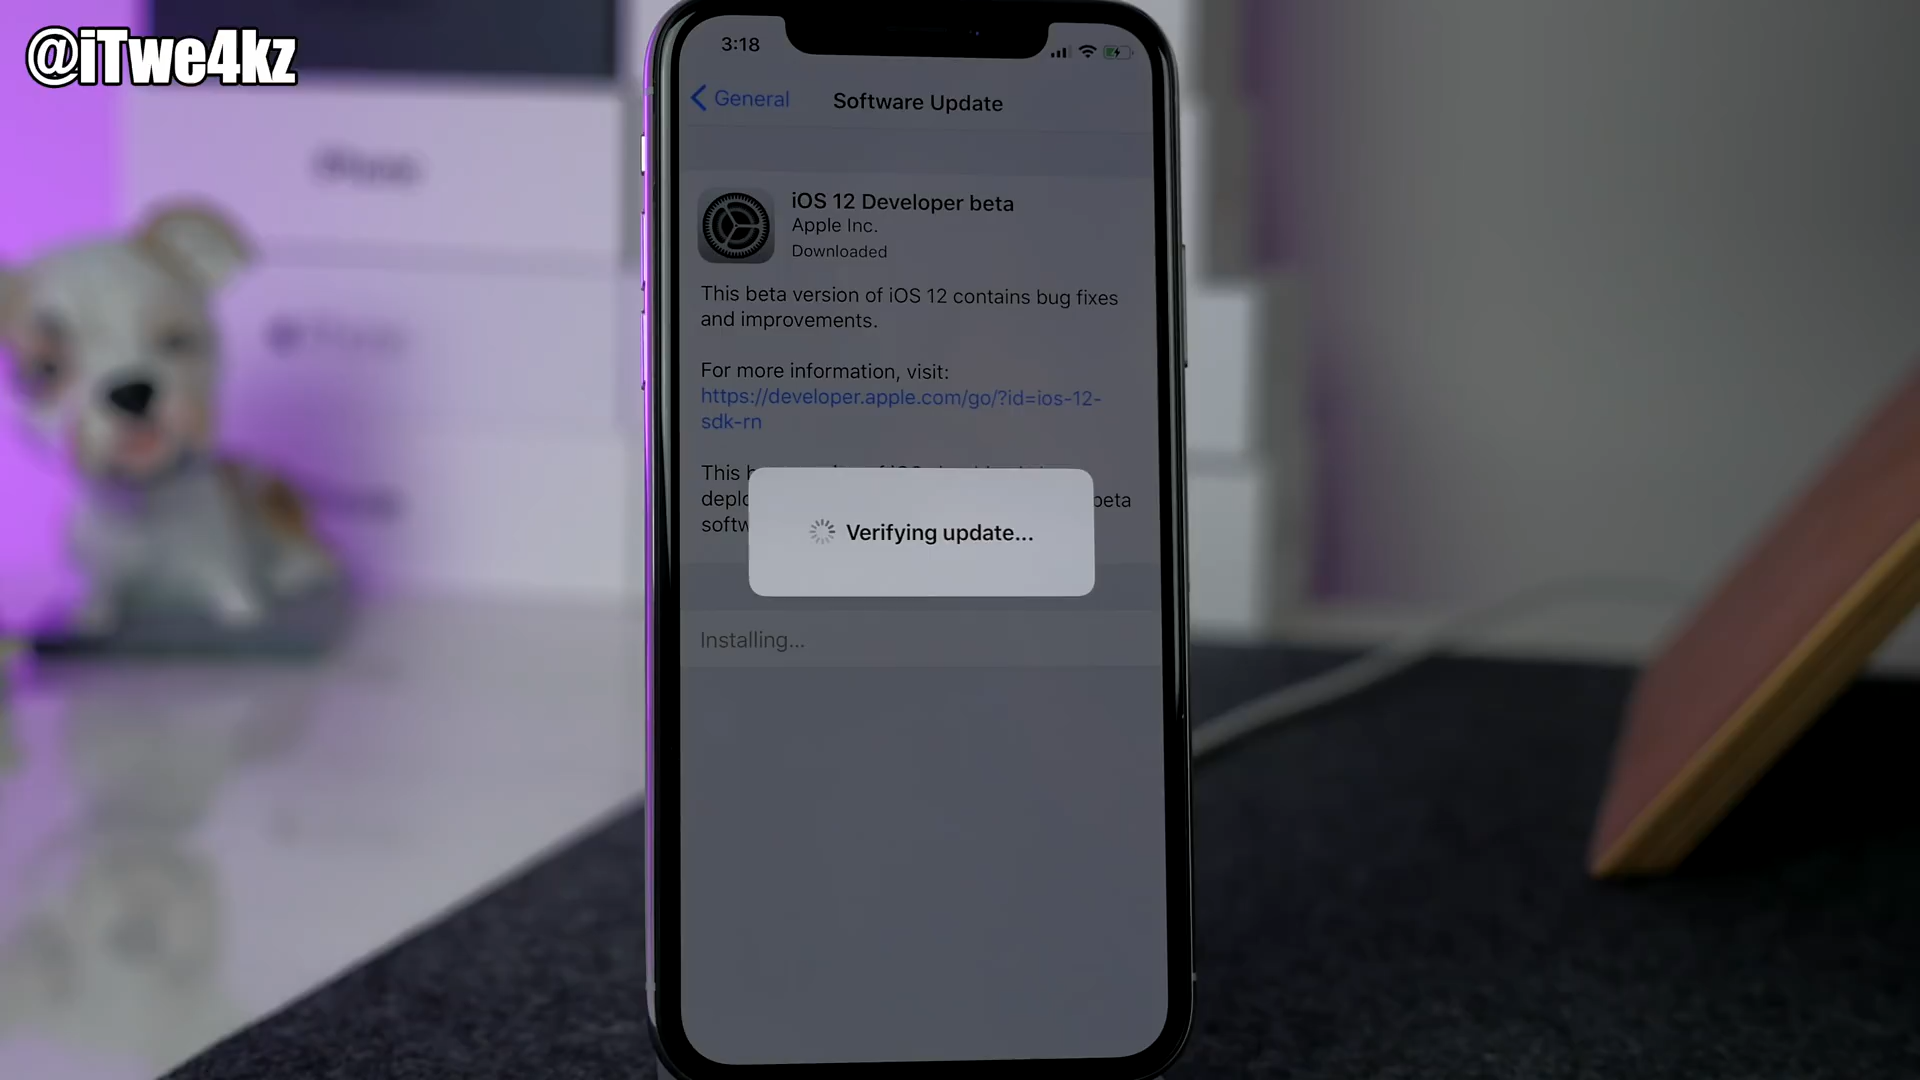 @iTwe4kz
3:18
General
Software Update
iOS 12 Developer beta
Apple Inc.
Downloaded
This beta version of iOS 12 contains bug fixes
and improvements.
For more information, visit:
https://developer.apple.com/go/?id=ios-12-
sdk-rn
This
beta
Verifying update...
Installing...